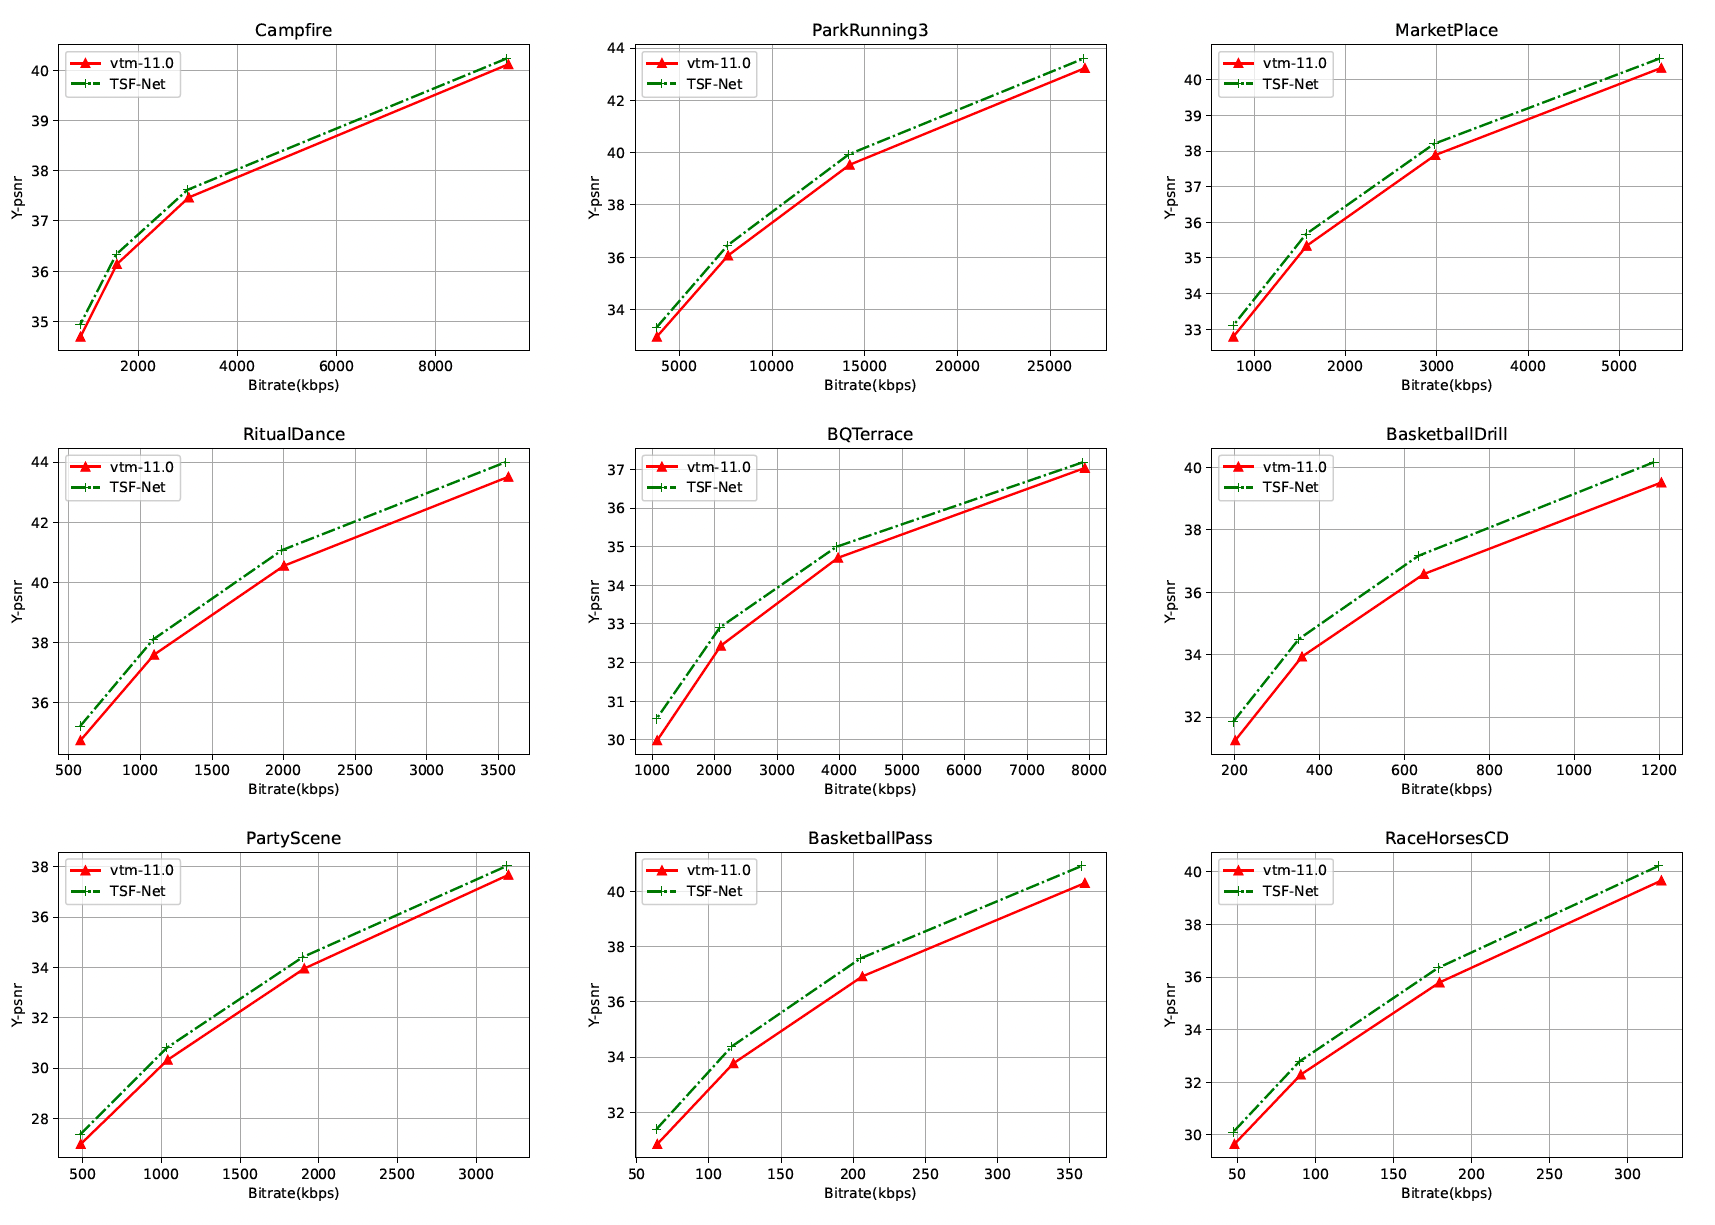 Campfire
vtm-11.0
TSF-Net
40
39
38
37
36
35
Y-psnr
2000 4000 6000 8000
Bitrate(kbps)
ParkRunning3
vtm-11.0
TSF-Net
44
42
40
38
36
34
Y-psnr
5000 10000 15000 20000 25000
Bitrate(kbps)
MarketPlace
vtm-11.0
TSF-Net
40
39
38
37
36
35
34
33
Y-psnr
1000 2000 3000 4000 5000
Bitrate(kbps)
RitualDance
vtm-11.0
TSF-Net
44
42
40
38
36
Y-psnr
500 1000 1500 2000 2500 3000 3500
Bitrate(kbps)
BQTerrace
vtm-11.0
TSF-Net
37
36
35
34
33
32
31
30
Y-psnr
1000 2000 3000 4000 5000 6000 7000 8000
Bitrate(kbps)
BasketballDrill
vtm-11.0
TSF-Net
40
38
36
34
32
Y-psnr
200 400 600 800 1000 1200
Bitrate(kbps)
PartyScene
vtm-11.0
TSF-Net
38
36
34
32
30
28
Y-psnr
500 1000 1500 2000 2500 3000
Bitrate(kbps)
BasketballPass
vtm-11.0
TSF-Net
40
38
36
34
32
Y-psnr
50 100 150 200 250 300 350
Bitrate(kbps)
RaceHorsesCD
vtm-11.0
TSF-Net
40
38
36
34
32
30
Y-psnr
50 100 150 200 250 300
Bitrate(kbps)